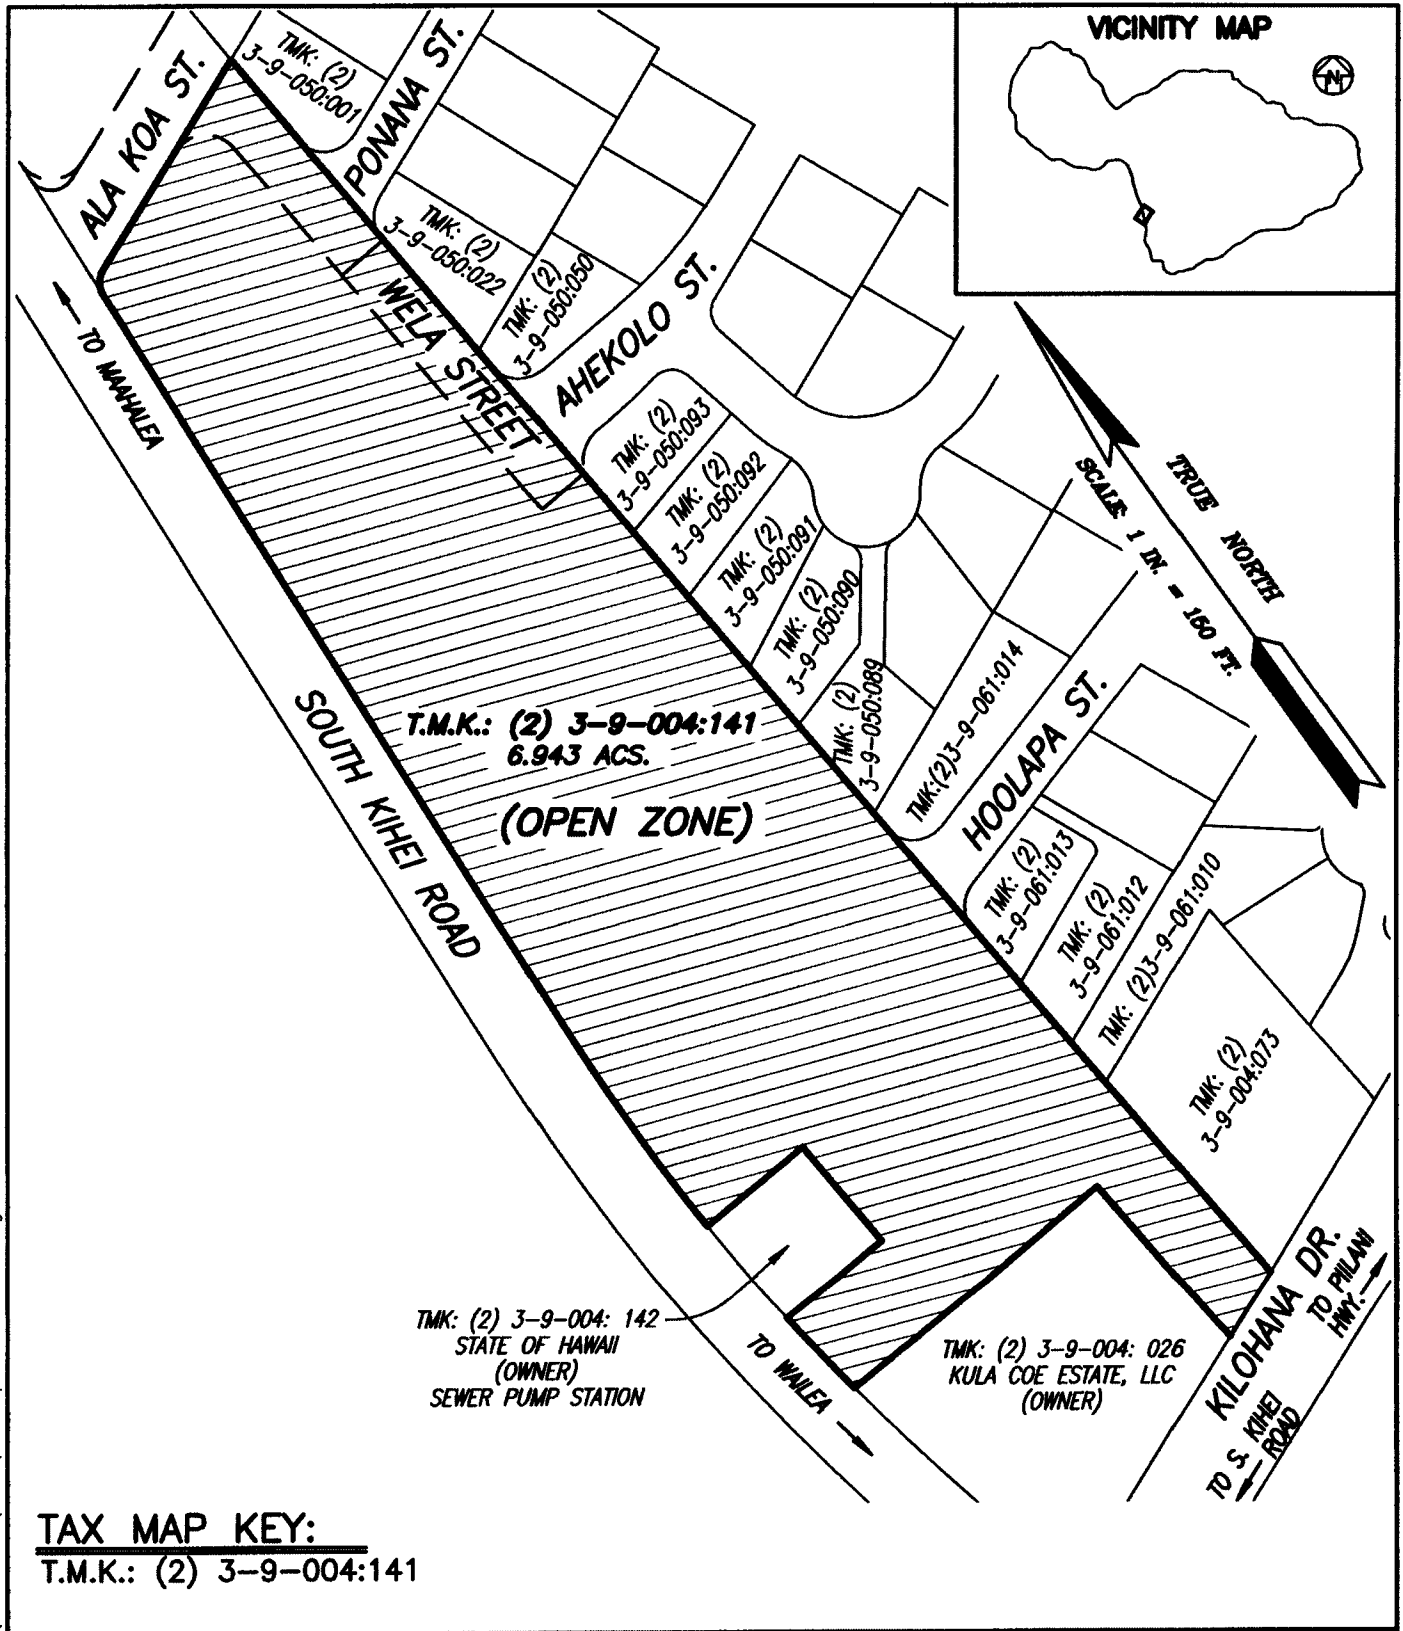 VICINITY MAP
N
ALA KOA ST.
TMK: (2)
3-9-050:001
PONANA ST.
TMK: (2)
3-9-050:022
TMK: (2)
3-9-050:050
WELA STREET
AHEKOLO ST.
TO MAAHALEA
TMK: (2)
3-9-050:093
TMK: (2)
3-9-050:092
TMK: (2)
3-9-050:091
TMK: (2)
3-9-050:090
TMK: (2)
3-9-050:089
TMK:(2)3-9-061:014
TRUE NORTH
SCALE: 1 IN. = 160 FT.
SOUTH KIHEI ROAD
T.M.K.: (2) 3-9-004:141
6.943 ACS.
(OPEN ZONE)
HOOLAPA ST.
TMK: (2)
3-9-061:013
TMK: (2)
3-9-061:012
TMK: (2)3-9-061:010
TMK: (2)
3-9-004:073
TMK: (2) 3-9-004: 142
STATE OF HAWAII
(OWNER)
SEWER PUMP STATION
TO WAILEA
TMK: (2) 3-9-004: 026
KULA COE ESTATE, LLC
(OWNER)
KILOHANA DR.
TO PIILANI
HWY.
TO S. KIHEI
ROAD
TAX MAP KEY:
T.M.K.: (2) 3-9-004:141